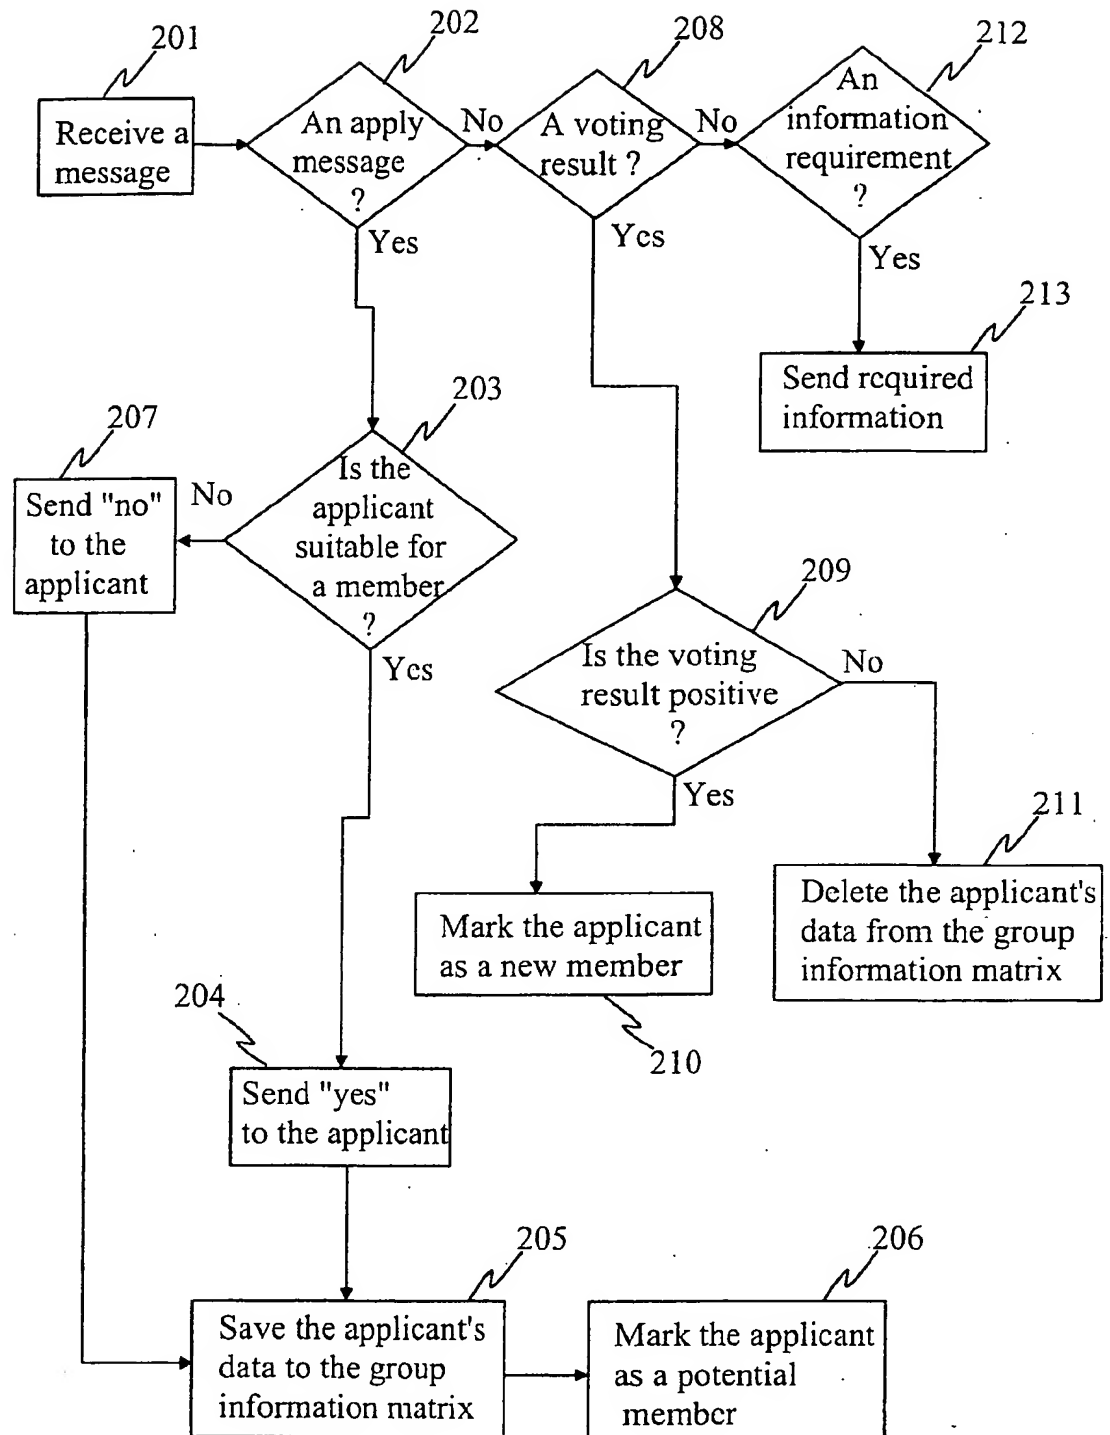 201
202
208
212
Receive a
message
An apply
message
?
No
A voting
result ?
No
An
information
requirement
?
Yes
Yes
Yes
213
Send required
information
203
207
Send "no"
to the
applicant
No
Is the
applicant
suitable for
a member
?
Yes
209
Is the voting
result positive
?
No
Yes
211
Mark the applicant
as a new member
210
Delete the applicant's
data from the group
information matrix
204
Send "yes"
to the applicant
205
206
Save the applicant's
data to the group
information matrix
Mark the applicant
as a potential
member